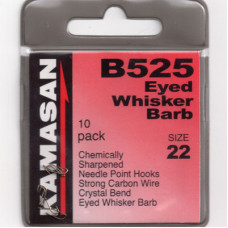 KAMASAN
B525
Eyed
Whisker
Barb
10
pack
SIZE
22
Chemically
Sharpened
Needle Point Hooks
Strong Carbon Wire
Crystal Bend
Eyed Whisker Barb